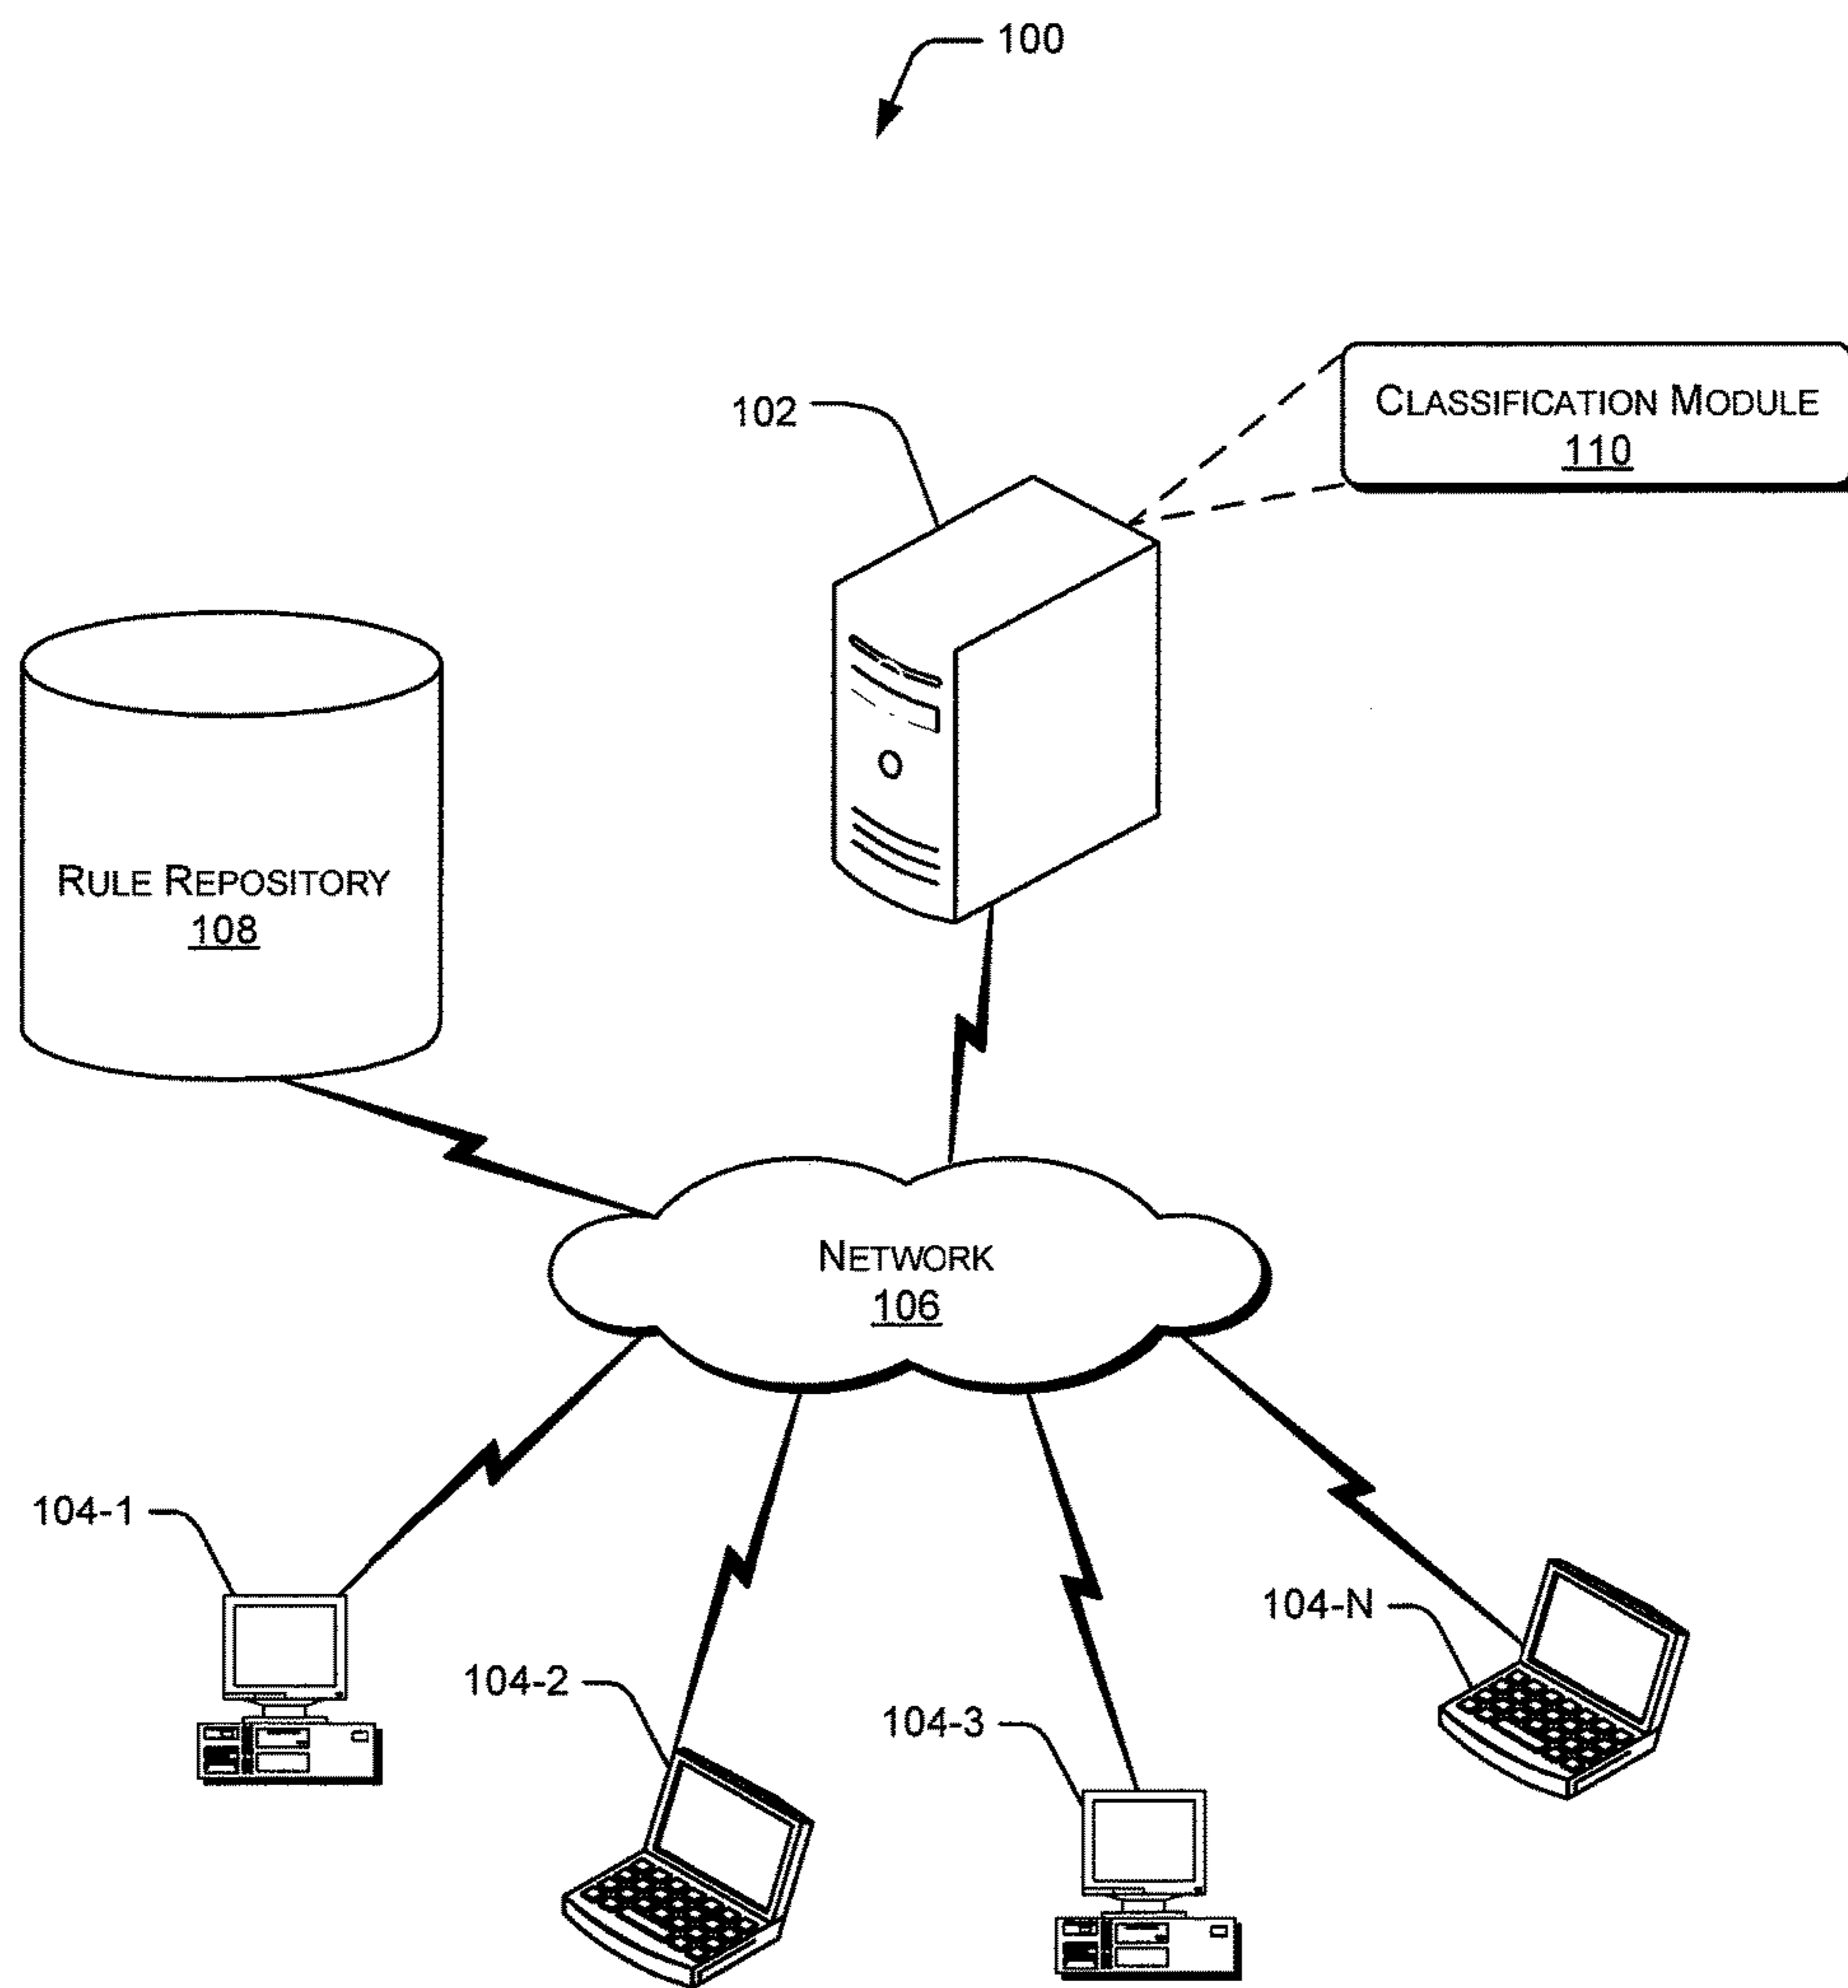 100
102
CLASSIFICATION MODULE
110
RULE REPOSITORY
108
NETWORK
106
104-1
104-2
104-3
104-N